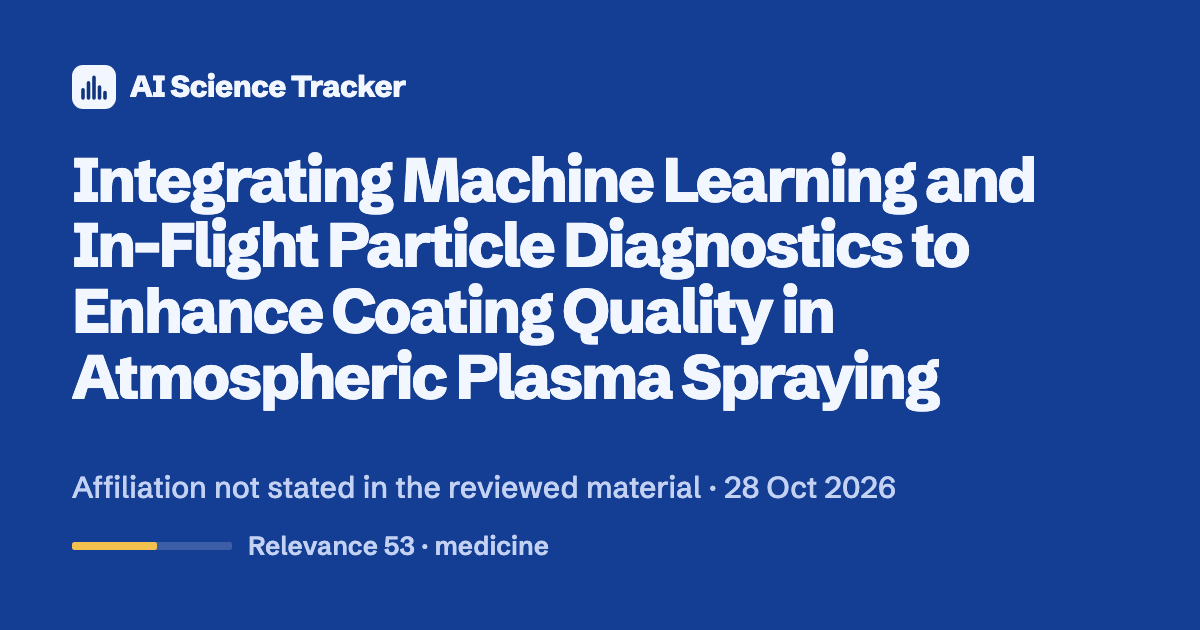 AI Science Tracker
Integrating Machine Learning and
In-Flight Particle Diagnostics to
Enhance Coating Quality in
Atmospheric Plasma Spraying
Affiliation not stated in the reviewed material · 28 Oct 2026
Relevance 53 · medicine